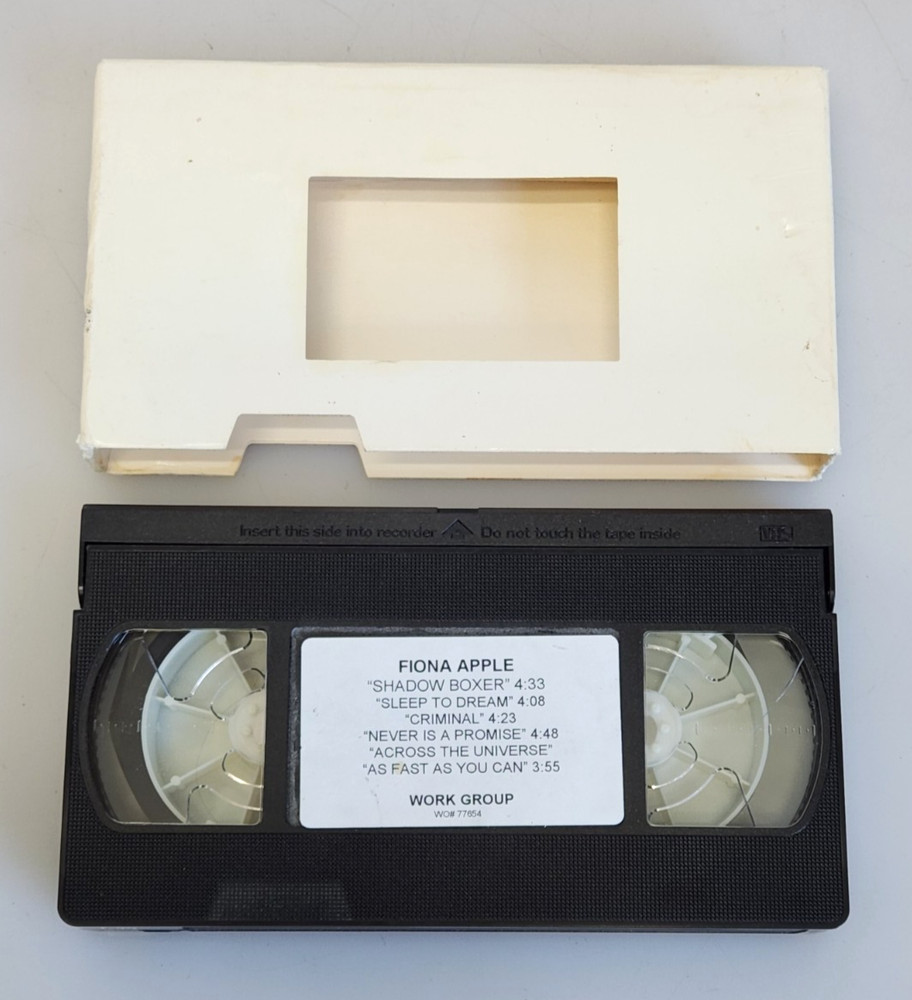 Insert this side into recorder Do not touch the tape inside VHS
FIONA APPLE
“SHADOW BOXER” 4:33
“SLEEP TO DREAM” 4:08
“CRIMINAL” 4:23
“NEVER IS A PROMISE” 4:48
“ACROSS THE UNIVERSE”
“AS FAST AS YOU CAN” 3:55
WORK GROUP
WO# 77654